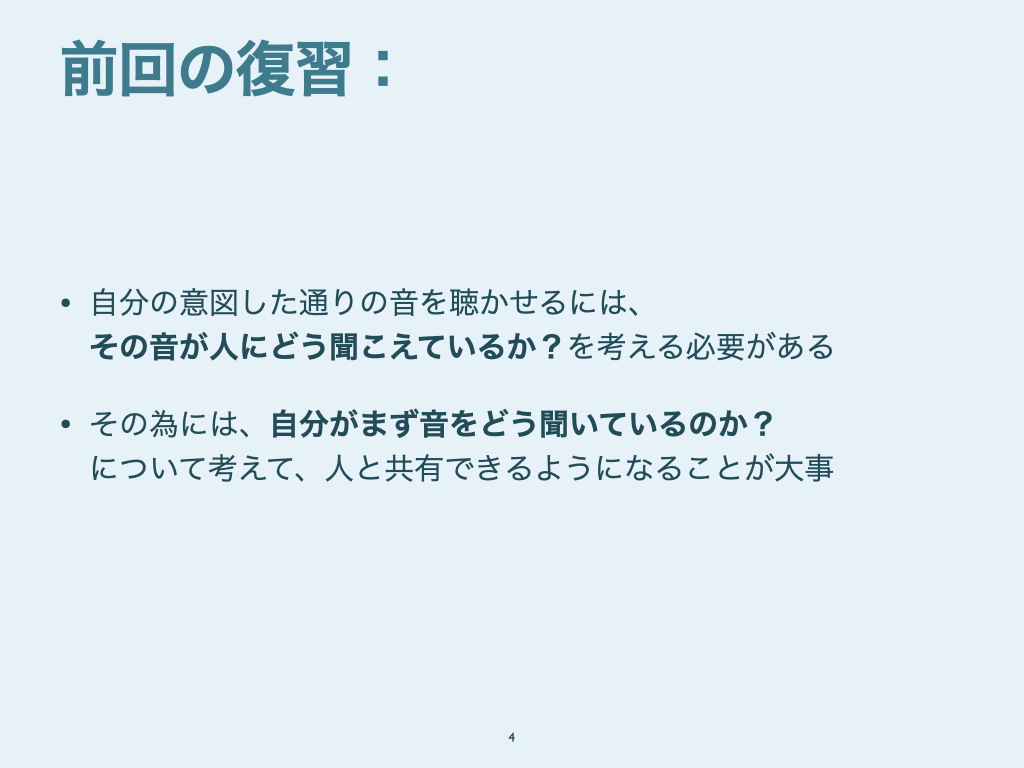 前回の復習：
• 自分の意図した通りの音を聴かせるには、
その音が人にどう聞こえているか？を考える必要がある
• その為には、自分がまず音をどう聞いているのか？
について考えて、人と共有できるようになることが大事
4